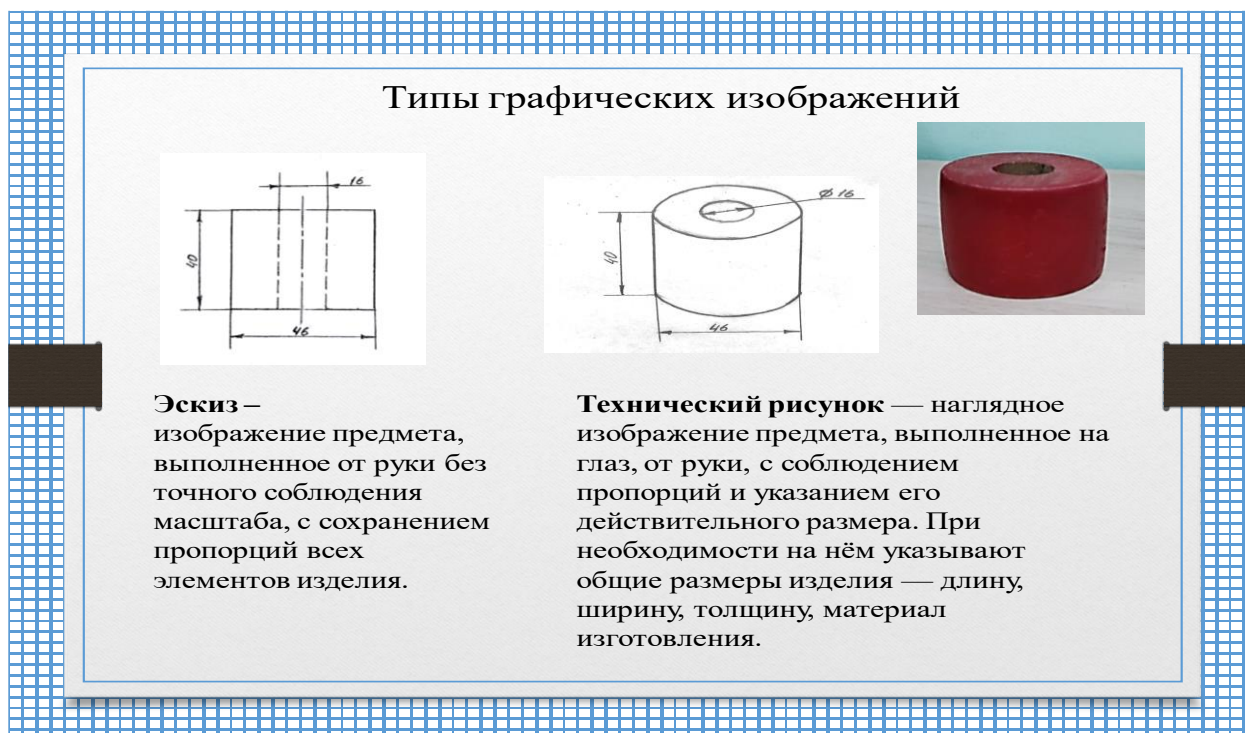 Типы графических изображений
16
40
46
Ф 16
40
46
Эскиз –
изображение предмета,
выполненное от руки без
точного соблюдения
масштаба, с сохранением
пропорций всех
элементов изделия.
Технический рисунок — наглядное
изображение предмета, выполненное на
глаз, от руки, с соблюдением
пропорций и указанием его
действительного размера. При
необходимости на нём указывают
общие размеры изделия — длину,
ширину, толщину, материал
изготовления.